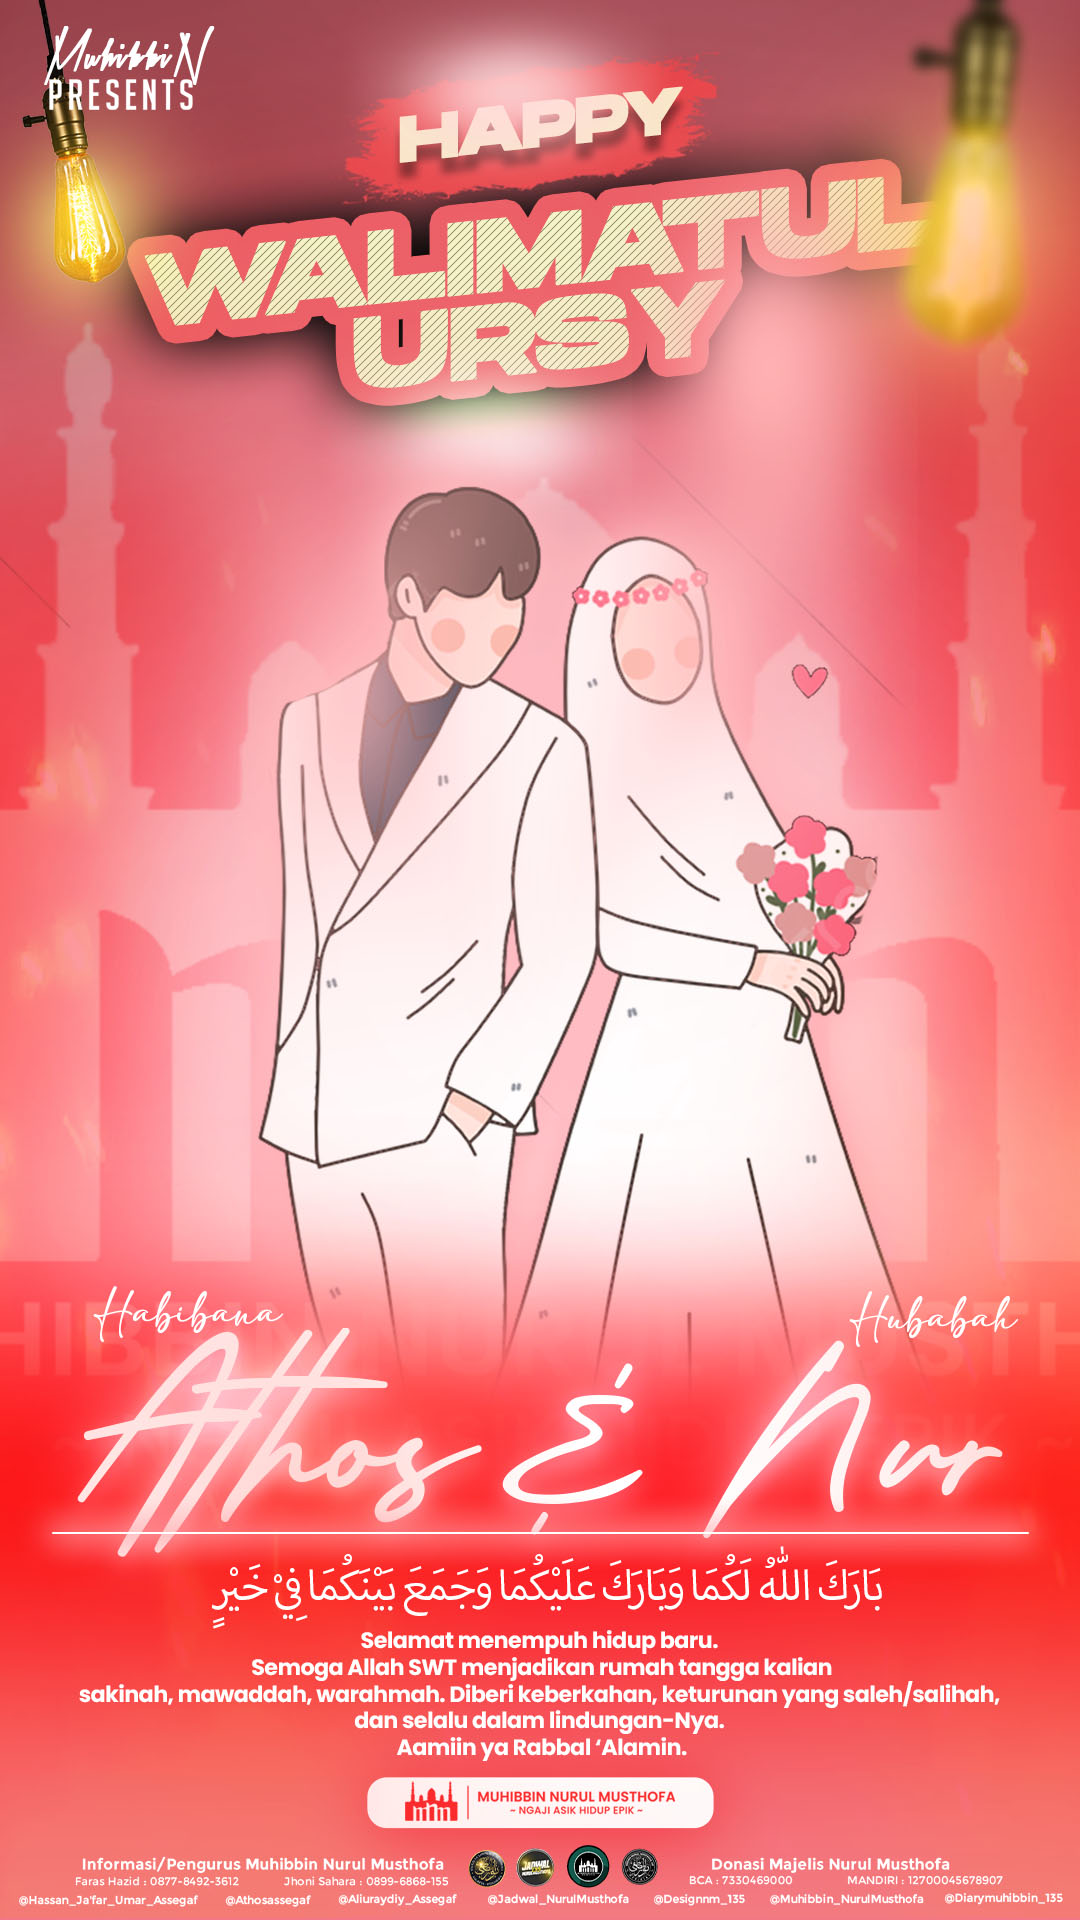 MuhibbiN
PRESENTS
HAPPY
WALIMATUL
URSY
Habibana
Hubabah
Athos & Nur
بَارَكَ اللّٰهُ لَكُمَا وَبَارَكَ عَلَيْكُمَا وَجَمَعَ بَيْنَكُمَا فِيْ خَيْرٍ
Selamat menempuh hidup baru.
Semoga Allah SWT menjadikan rumah tangga kalian
sakinah, mawaddah, warahmah. Diberi keberkahan, keturunan yang saleh/salihah,
dan selalu dalam lindungan-Nya.
Aamiin ya Rabbal ‘Alamin.
MUHIBBIN NURUL MUSTHOFA
~ NGAJI ASIK HIDUP EPIK ~
Informasi/Pengurus Muhibbin Nurul Musthofa
Faras Hazid : 0877-8492-3612 Jhoni Sahara : 0899-6868-155
JADWAL
Donasi Majelis Nurul Musthofa
BCA : 7330469000 MANDIRI : 12700045678907
@Hassan_Ja'far_Umar_Assegaf @Athosassegaf @Aliuraydiy_Assegaf @Jadwal_NurulMusthofa @Designnm_135 @Muhibbin_NurulMusthofa @Diarymuhibbin_135